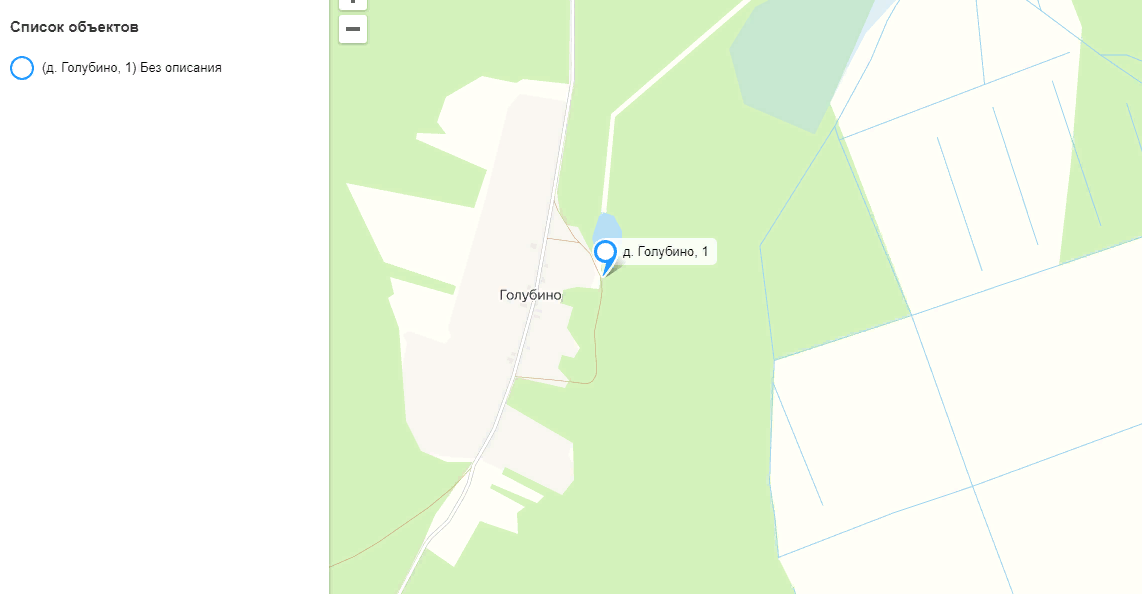 Список объектов
(д. Голубино, 1) Без описания
д. Голубино, 1
Голубино